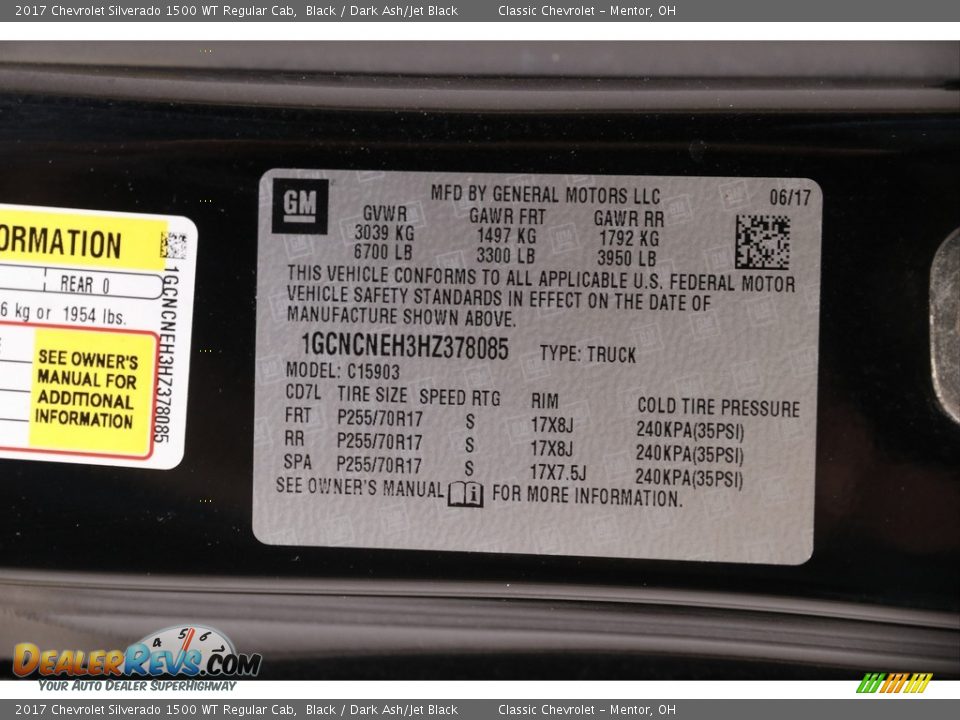 2017 Chevrolet Silverado 1500 WT Regular Cab, Black / Dark Ash/Jet Black Classic Chevrolet – Mentor, OH
GM
MFD BY GENERAL MOTORS LLC 06/17
GVWR GAWR FRT GAWR RR
3039 KG 1497 KG 1792 KG
6700 LB 3300 LB 3950 LB
THIS VEHICLE CONFORMS TO ALL APPLICABLE U.S. FEDERAL MOTOR
VEHICLE SAFETY STANDARDS IN EFFECT ON THE DATE OF
MANUFACTURE SHOWN ABOVE.
1GCNCNEH3HZ378085 TYPE: TRUCK
MODEL: C15903
CD7L TIRE SIZE SPEED RTG RIM COLD TIRE PRESSURE
FRT P255/70R17 S 17X8J 240KPA(35PSI)
RR P255/70R17 S 17X8J 240KPA(35PSI)
SPA P255/70R17 S 17X7.5J 240KPA(35PSI)
SEE OWNER'S MANUAL FOR MORE INFORMATION.
ORMATION
REAR 0
6 kg or 1954 lbs.
SEE OWNER'S
MANUAL FOR
ADDITIONAL
INFORMATION
1GCNCNEH3HZ378085
4 5 6
DEALERREVS.COM
YOUR AUTO DEALER SUPERHIGHWAY
2017 Chevrolet Silverado 1500 WT Regular Cab, Black / Dark Ash/Jet Black Classic Chevrolet – Mentor, OH